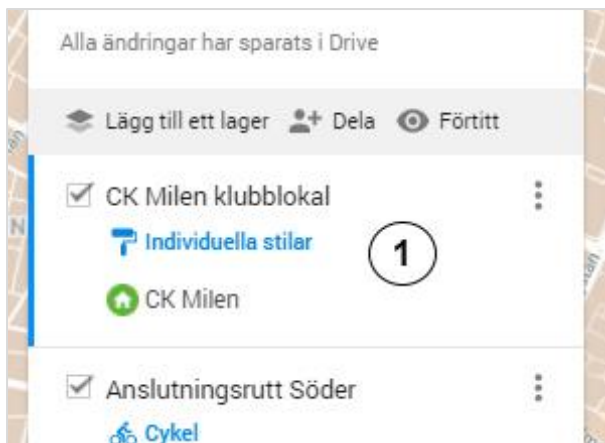 Alla ändringar har sparats i Drive
Lägg till ett lager Dela Förtitt
CK Milen klubblokal
Individuella stilar
1
CK Milen
Anslutningsrutt Söder
Cykel